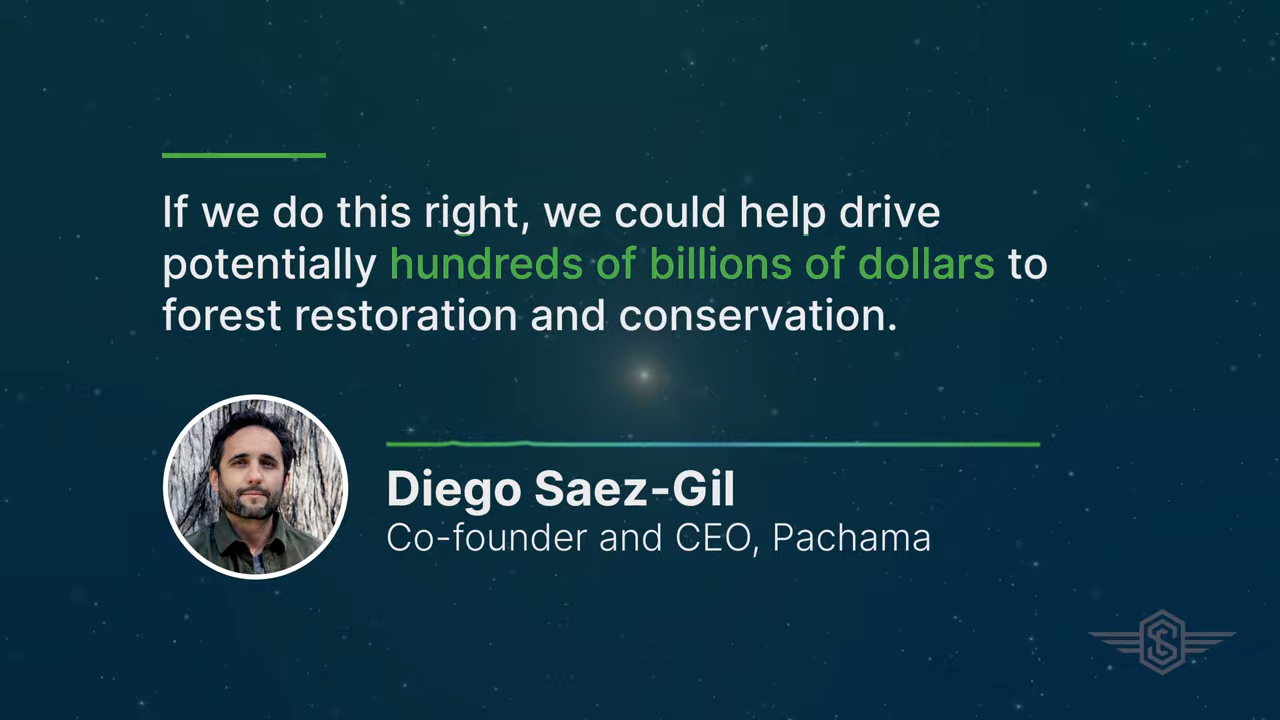 If we do this right, we could help drive
potentially hundreds of billions of dollars to
forest restoration and conservation.
Diego Saez-Gil
Co-founder and CEO, Pachama